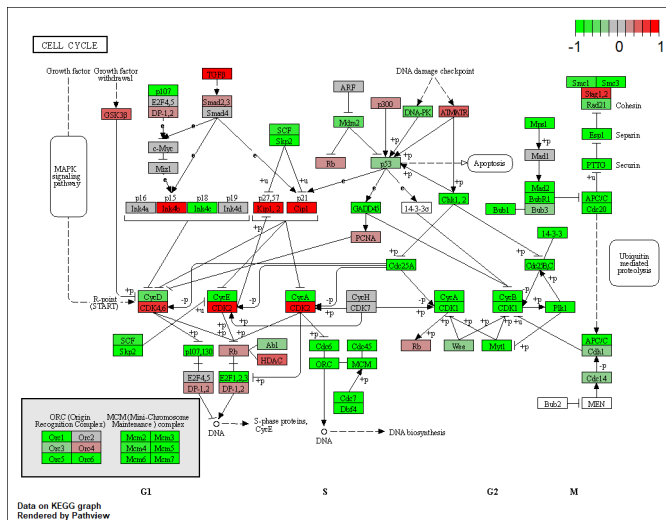 CELL CYCLE
-1 0 1
Growth factor
Growth factor
withdrawal
TGFβ
GSK3β
p107
E2F4,5
DP-1,2
Smad2,3
Smad4
c-Myc
Miz1
SCF
Skp2
ARF
Mdm2
p300
Rb
DNA damage checkpoint
DNA-PK
ATMATR
p53
Apoptosis
Smc1 Smc3
Stag1,2
Rad21
Cohesin
Mps1
Mad1
Esp1
Separin
PTTG
Securin
Mad2
BubR1
Bub3
Bub1
APC/C
Cdc20
MAPK
signaling
pathway
p16 p15 p18 p19
Ink4a Ink4b Ink4c Ink4d
p27,57 p21
Kip1,2 Cip1
GADD45
14-3-3σ
Chk1, 2
14-3-3
PCNA
Cdc25A
Cdc25B/C
Ubiquitin
mediated
proteolysis
R-point
(START)
CycD
CDK4,6
CycE
CDK2
CycA
CDK2
CycH
CDK7
CycA
CDK1
CycB
CDK1
Plk1
SCF
Skp2
p107,130
Rb
Abl
HDAC
Cdc6
Cdc45
ORC
MCM
Rb
Wee
Myt1
APC/C
Cdh1
Cdc14
E2F4,5
DP-1,2
E2F1,2,3
DP-1,2
Cdc7
Dbf4
Bub2
MEN
DNA
S-phase proteins,
CycE
DNA
DNA biosynthesis
ORC (Origin
Recognition Complex)
MCM (Mini-Chromosome
Maintenance) complex
Orc1 Orc2
Orc3 Orc4
Orc5 Orc6
Mcm2 Mcm3
Mcm4 Mcm5
Mcm6 Mcm7
G1 S G2 M
Data on KEGG graph
Rendered by Pathview